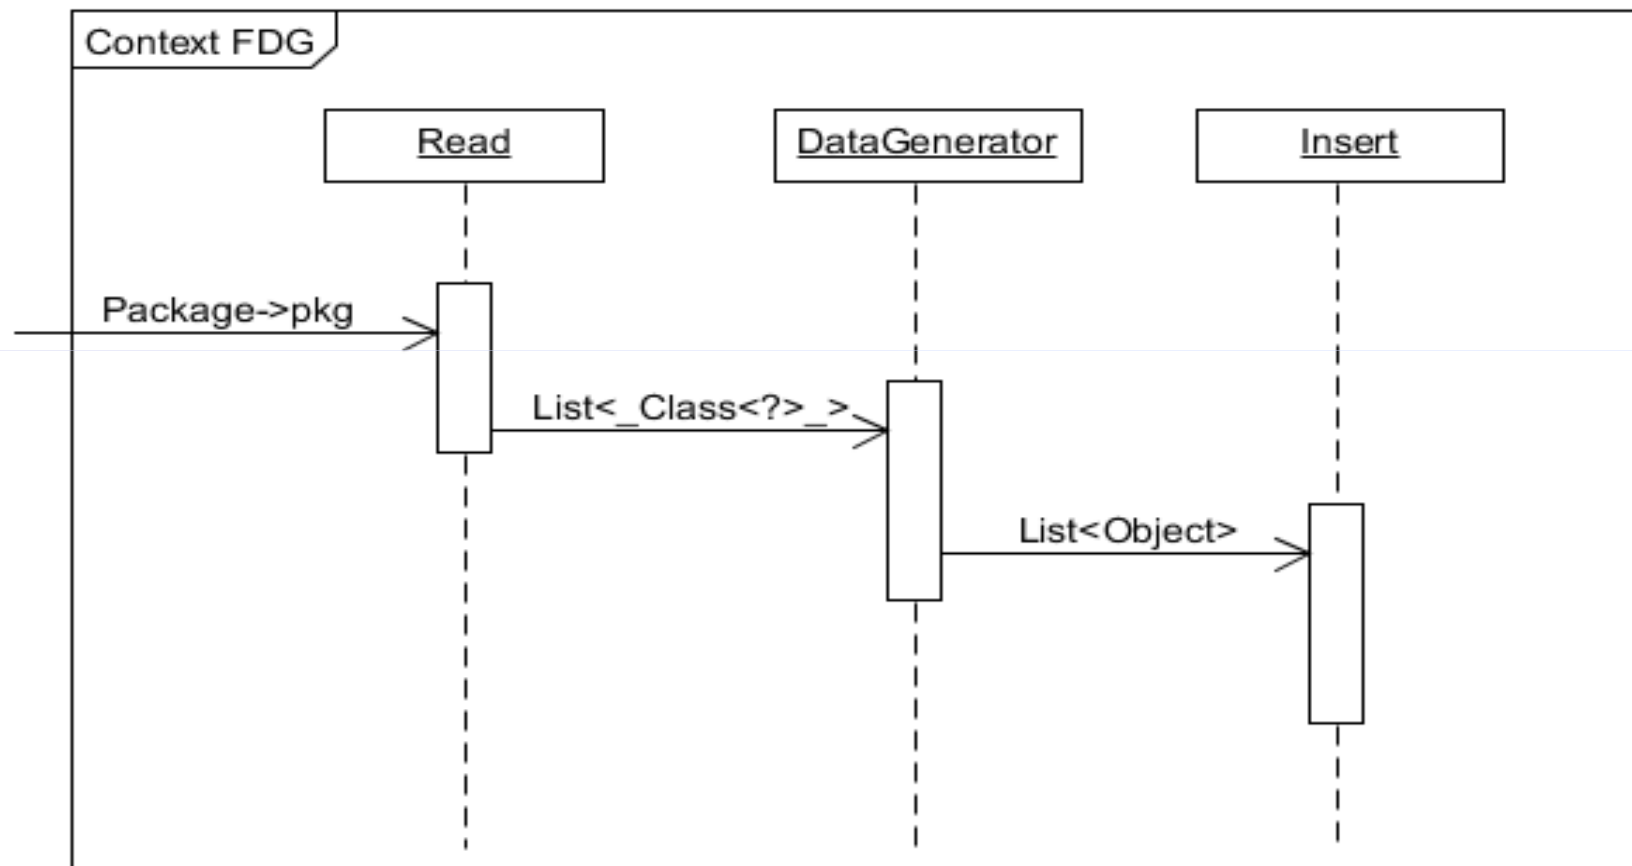 Context FDG
Read
DataGenerator
Insert
Package->pkg
List<_Class<?>_>
List<Object>